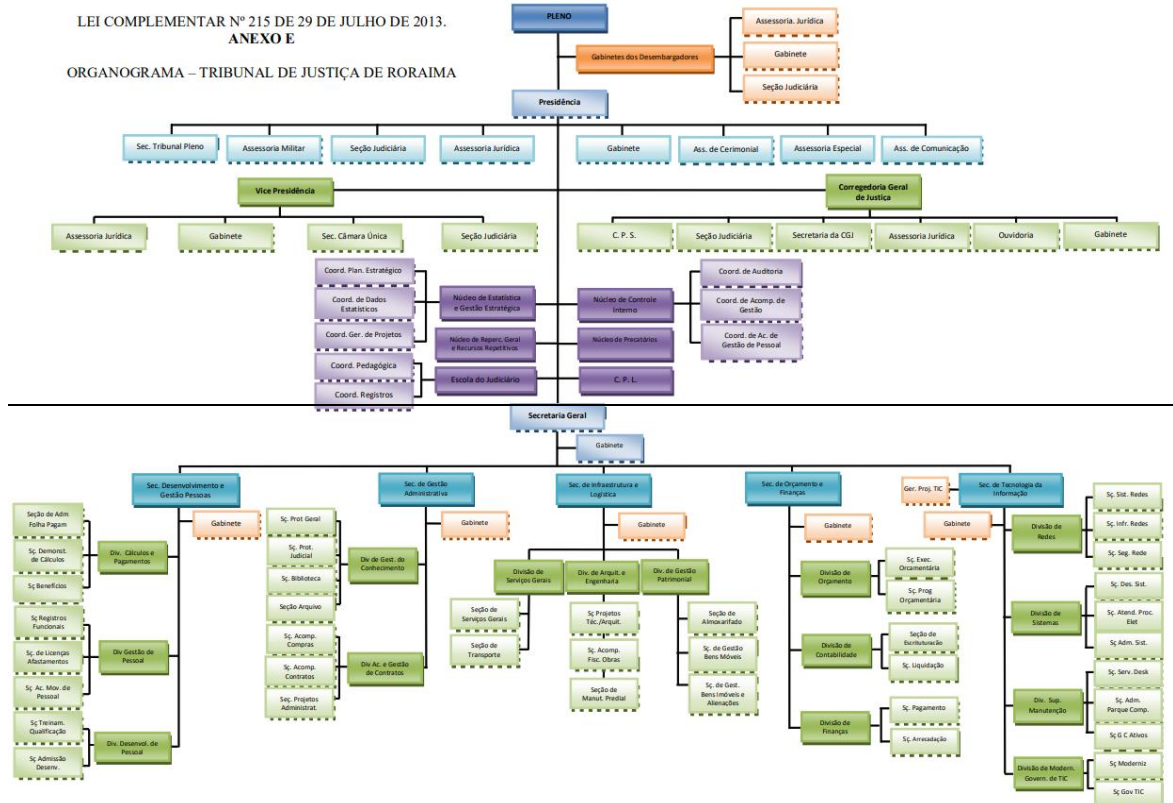 LEI COMPLEMENTAR Nº 215 DE 29 DE JULHO DE 2013.
ANEXO E
ORGANOGRAMA – TRIBUNAL DE JUSTIÇA DE RORAIMA
PLENO
Gabinetes dos Desembargadores
Assessoria. Jurídica
Gabinete
Seção Judiciária
Presidência
Sec. Tribunal Pleno
Assessoria Militar
Seção Judiciária
Assessoria Jurídica
Gabinete
Ass. de Cerimonial
Assessoria Especial
Ass. de Comunicação
Vice Presidência
Corregedoria Geral
de Justiça
Assessoria Jurídica
Gabinete
Sec. Câmara Única
Seção Judiciária
C. P. S.
Seção Judiciária
Secretaria da CGJ
Assessoria Jurídica
Ouvidoria
Gabinete
Coord. Plan. Estratégico
Coord. de Dados
Estatísticos
Coord. Ger. de Projetos
Núcleo de Estatística
e Gestão Estratégica
Núcleo de Controle
Interno
Coord. de Auditoria
Coord. de Acomp. de
Gestão
Coord. de Ac. de
Gestão de Pessoal
Núcleo de Reperc. Geral
e Recursos Repetitivos
Núcleo de Precatórios
Coord. Pedagógica
Coord. Registros
Escola do Judiciário
C. P. L.
Secretaria Geral
Gabinete
Sec. Desenvolvimento e
Gestão Pessoas
Gabinete
Seção de Adm
Folha Pagam
Sç. Demonst.
de Cálculos
Sç Benefícios
Div. Cálculos e
Pagamentos
Sç Registros
Funcionais
Sç. de Licenças
Afastamentos
Sç Ac. Mov. de
Pessoal
Div Gestão de
Pessoal
Sç Treinam.
Qualificação
Sç Admissão
Desenv.
Div. Desenvol. de
Pessoal
Sec. de Gestão
Administrativa
Gabinete
Sç. Prot Geral
Sç. Prot.
Judicial
Sç. Biblioteca
Seção Arquivo
Div de Gest. do
Conhecimento
Sç. Acomp.
Compras
Sç. Acomp.
Contratos
Seç. Projetos
Administrat.
Div Ac. e Gestão
de Contratos
Sec. de Infraestrutura e
Logística
Gabinete
Divisão de
Serviços Gerais
Seção de
Serviços Gerais
Seção de
Transporte
Div. de Arquit. e
Engenharia
Sç Projetos
Téc./Arquit.
Sç. Acomp.
Fisc. Obras
Seção de
Manut. Predial
Div. de Gestão
Patrimonial
Seção de
Almoxarifado
Sç. de Gestão
Bens Móveis
Sç. de Gest.
Bens Imóveis e
Alienações
Sec. de Orçamento e
Finanças
Gabinete
Divisão de
Orçamento
Sç. Exec.
Orcamentária
Sç. Prog
Orçamentária
Divisão de
Contabilidade
Seção de
Escrituração
Sç. Liquidação
Divisão de
Finanças
Sç. Pagamento
Sç. Arrecadação
Ger. Proj. TIC
Sec. de Tecnologia da
Informação
Gabinete
Divisão de
Redes
Sç. Sist. Redes
Sç. Infr. Redes
Sç. Seg. Rede
Divisão de
Sistemas
Sç. Des. Sist.
Sç. Atend. Proc.
Elet
Sç Adm. Sist.
Div. Sup.
Manutenção
Sç. Serv. Desk
Sç. Adm.
Parque Comp.
Sç G C Ativos
Divisão de Modern.
Govern. de TIC
Sç Moderniz
Sç Gov TIC